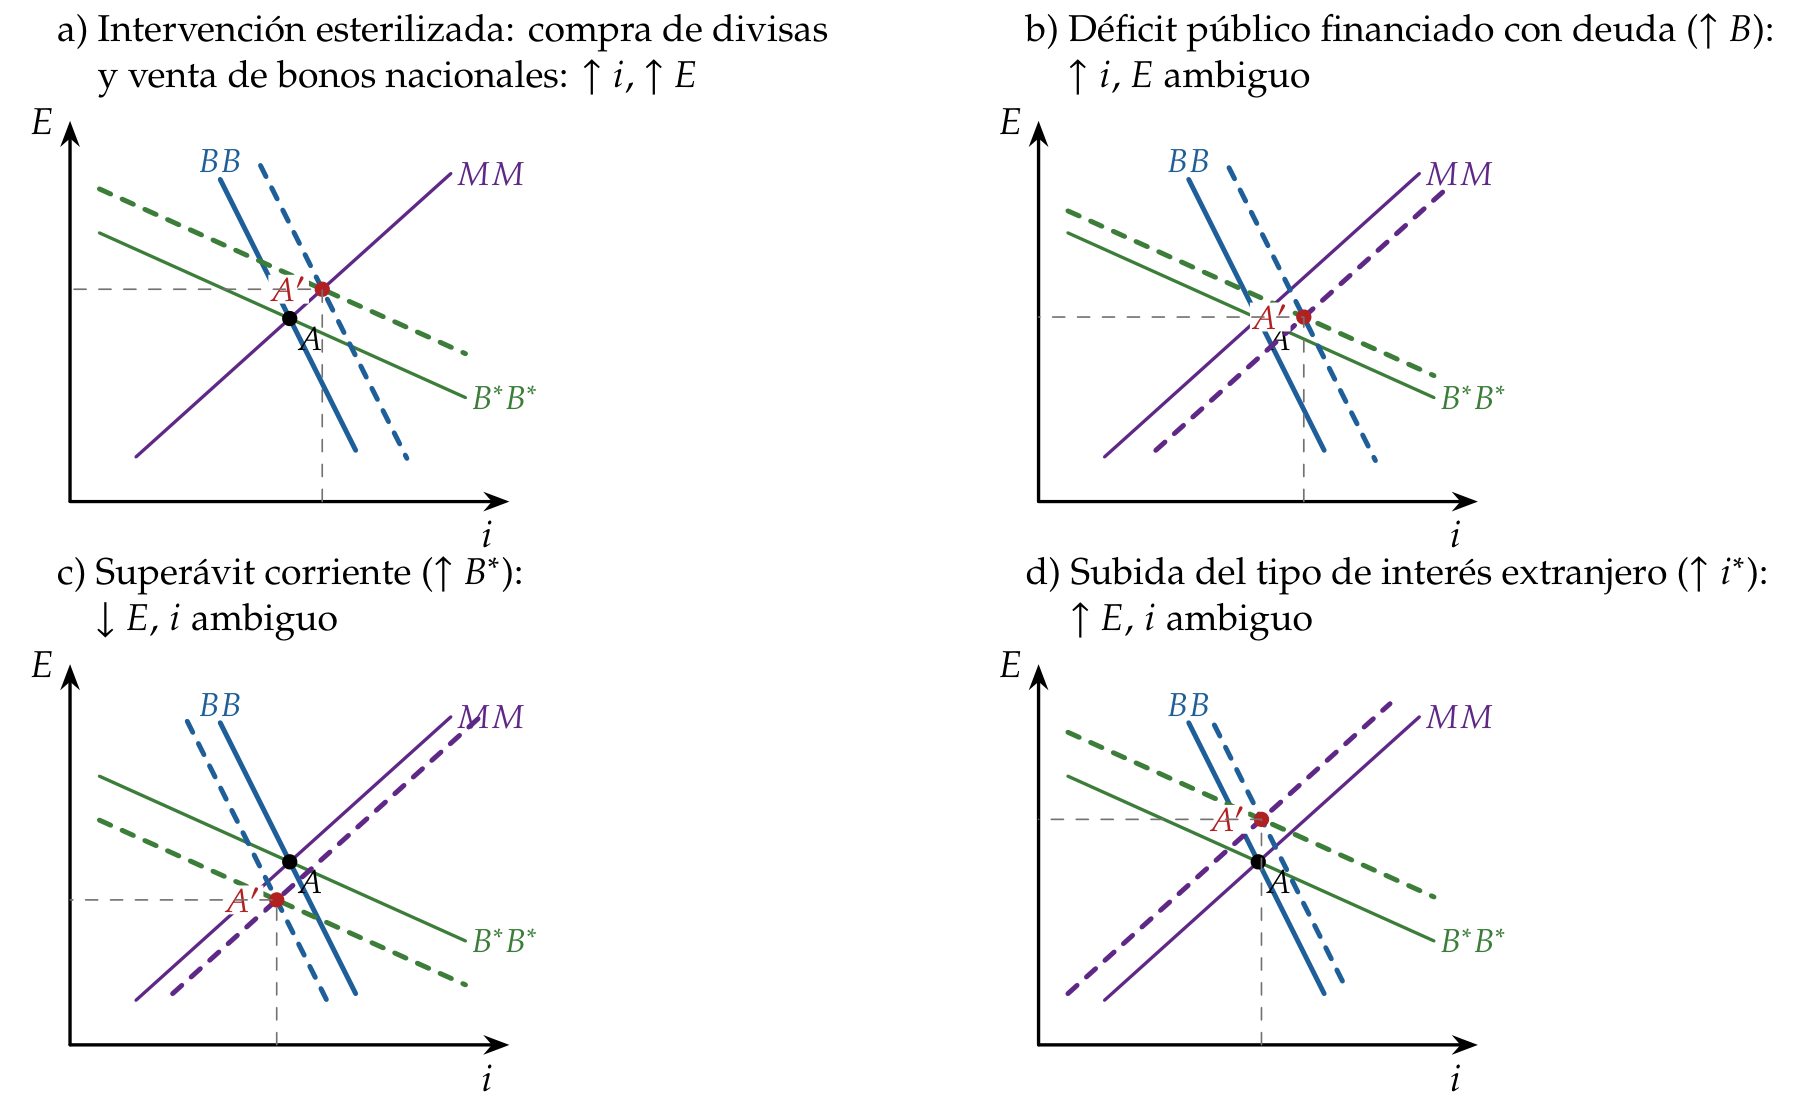 a) Intervención esterilizada: compra de divisas
y venta de bonos nacionales: ↑ i, ↑ E
E
BB
MM
A′
A
B*B*
i
b) Déficit público financiado con deuda (↑ B):
↑ i, E ambiguo
E
BB
MM
A′
A
B*B*
i
c) Superávit corriente (↑ B*):
↓ E, i ambiguo
E
BB
MM
A
A′
B*B*
i
d) Subida del tipo de interés extranjero (↑ i*):
↑ E, i ambiguo
E
BB
MM
A′
A
B*B*
i